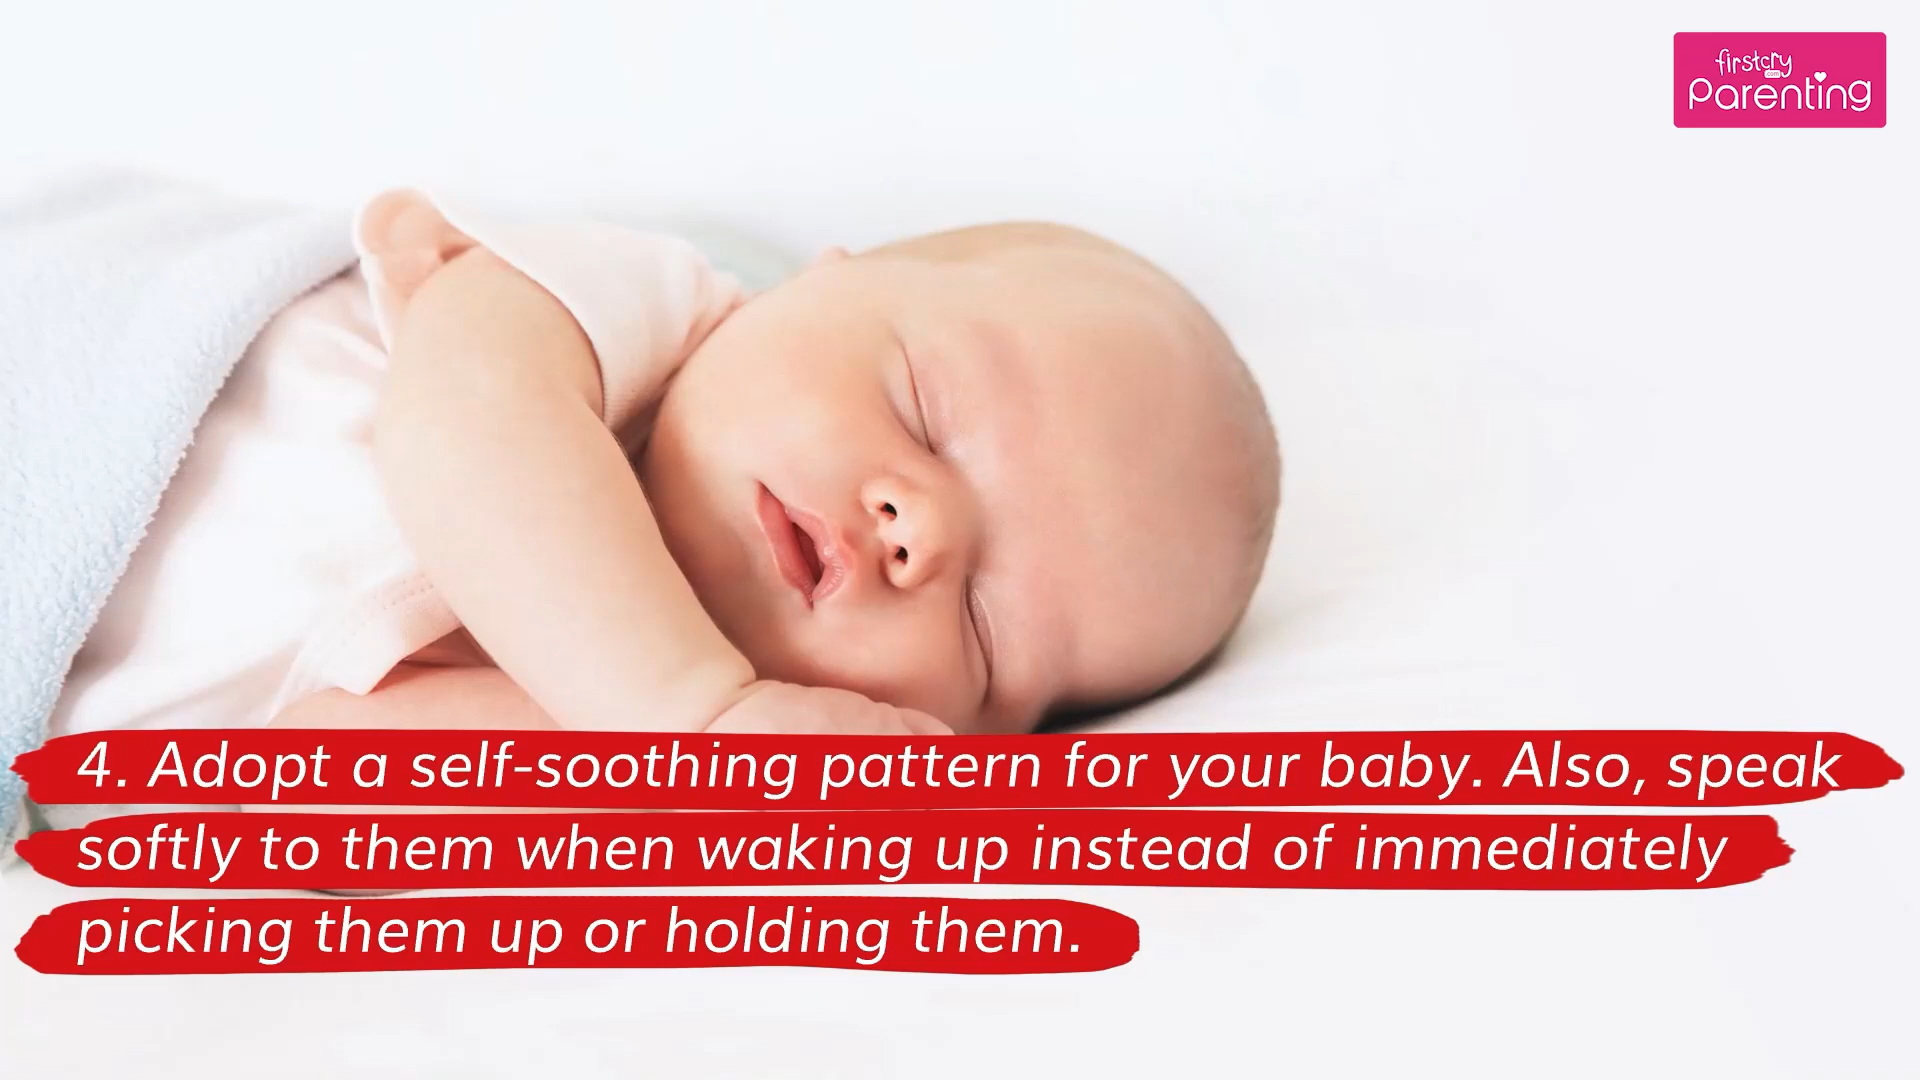 firstcry
.com
Parenting
4. Adopt a self-soothing pattern for your baby. Also, speak
softly to them when waking up instead of immediately
picking them up or holding them.